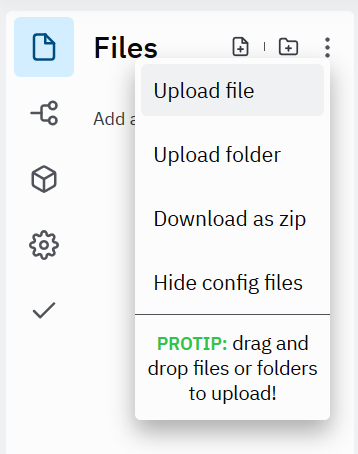 Files
Add
Upload file
Upload folder
Download as zip
Hide config files
PROTIP: drag and
drop files or folders
to upload!